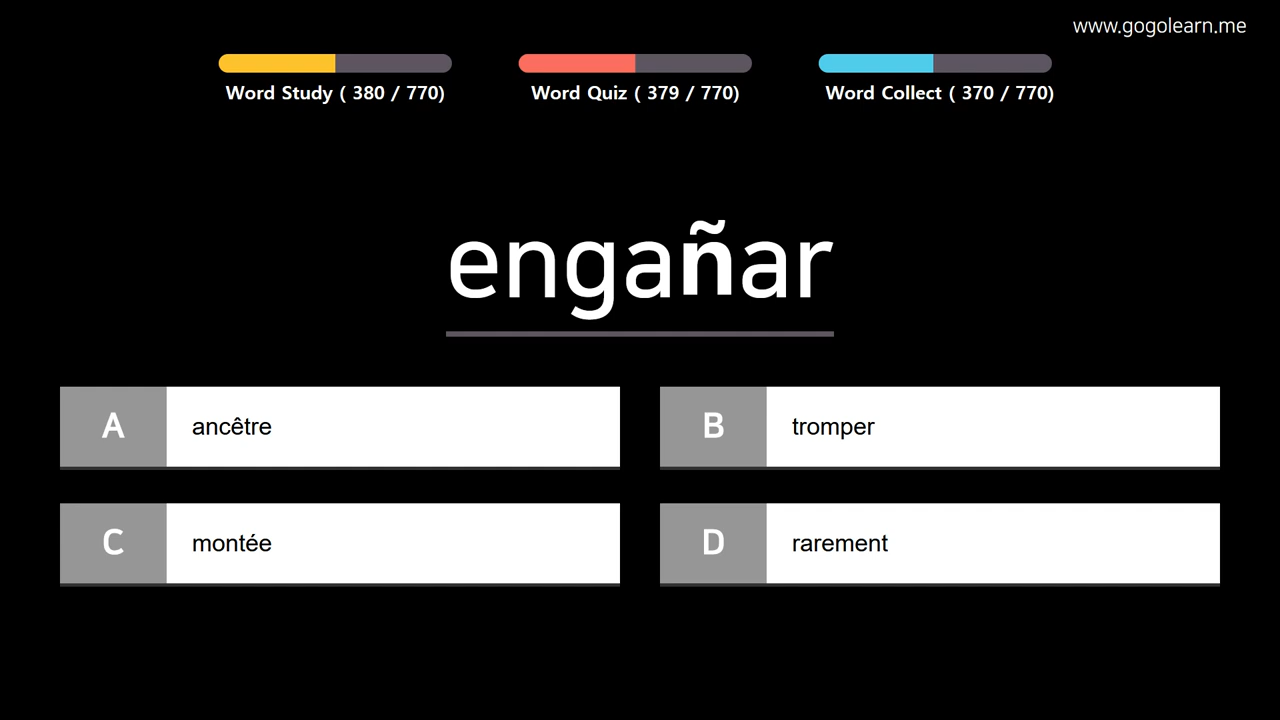 www.gogolearn.me
Word Study ( 380 / 770)
Word Quiz ( 379 / 770)
Word Collect ( 370 / 770)
engañar
A ancêtre
B tromper
C montée
D rarement